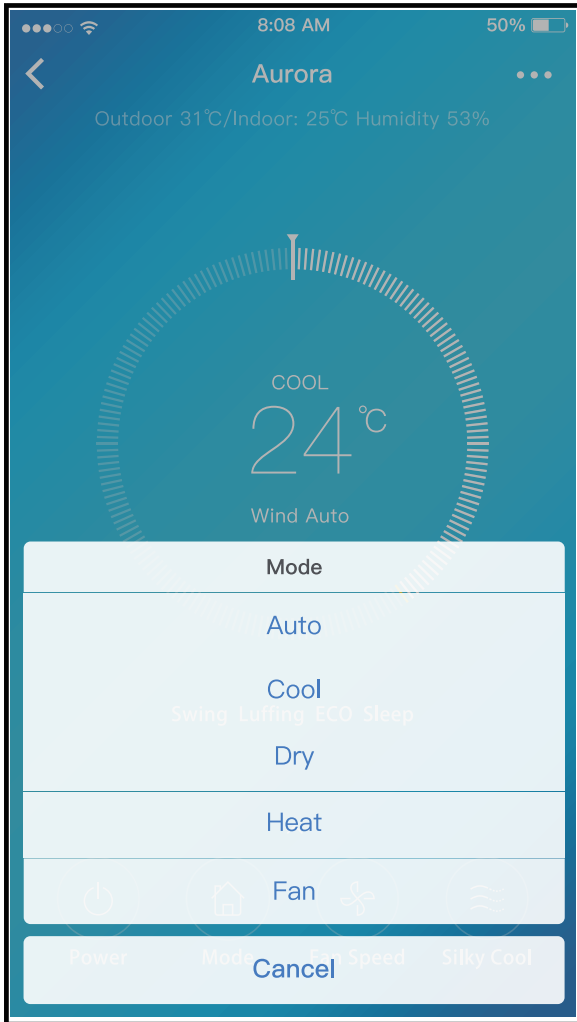 8:08 AM 50%
Aurora
Outdoor 31℃/Indoor: 25℃ Humidity 53%
COOL
24 ℃
Wind Auto
Mode
Auto
Cool
Swing Luffing ECO Sleep
Dry
Heat
Fan
Power Mode Fan Speed Silky Cool
Cancel